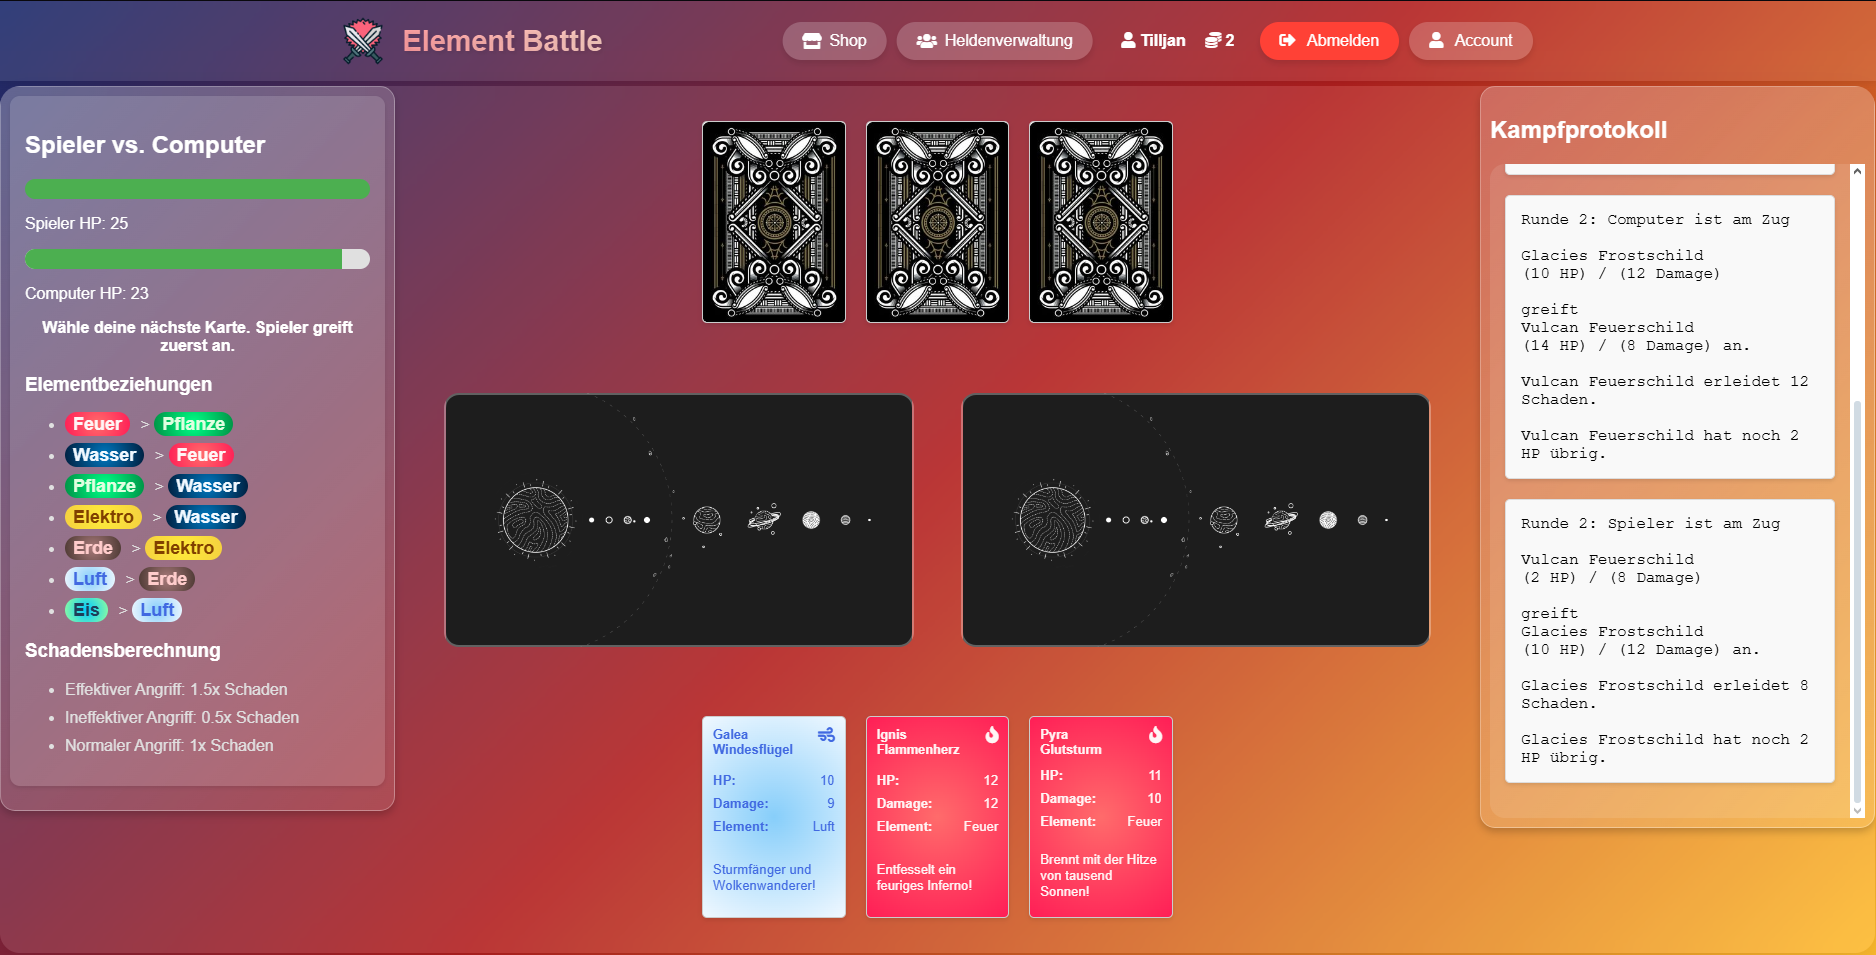 Element Battle
Shop
Heldenverwaltung
Tilljan
2
Abmelden
Account
Spieler vs. Computer
Spieler HP: 25
Computer HP: 23
Wähle deine nächste Karte. Spieler greift
zuerst an.
Elementbeziehungen
Feuer > Pflanze
Wasser > Feuer
Pflanze > Wasser
Elektro > Wasser
Erde > Elektro
Luft > Erde
Eis > Luft
Schadensberechnung
Effektiver Angriff: 1.5x Schaden
Ineffektiver Angriff: 0.5x Schaden
Normaler Angriff: 1x Schaden
Galea
Windesflügel
HP: 10
Damage: 9
Element: Luft
Sturmfänger und
Wolkenwanderer!
Ignis
Flammenherz
HP: 12
Damage: 12
Element: Feuer
Entfesselt ein
feuriges Inferno!
Pyra
Glutsturm
HP: 11
Damage: 10
Element: Feuer
Brennt mit der Hitze
von tausend
Sonnen!
Kampfprotokoll
Runde 2: Computer ist am Zug
Glacies Frostschild
(10 HP) / (12 Damage)
greift
Vulcan Feuerschild
(14 HP) / (8 Damage) an.
Vulcan Feuerschild erleidet 12
Schaden.
Vulcan Feuerschild hat noch 2
HP übrig.
Runde 2: Spieler ist am Zug
Vulcan Feuerschild
(2 HP) / (8 Damage)
greift
Glacies Frostschild
(10 HP) / (12 Damage) an.
Glacies Frostschild erleidet 8
Schaden.
Glacies Frostschild hat noch 2
HP übrig.